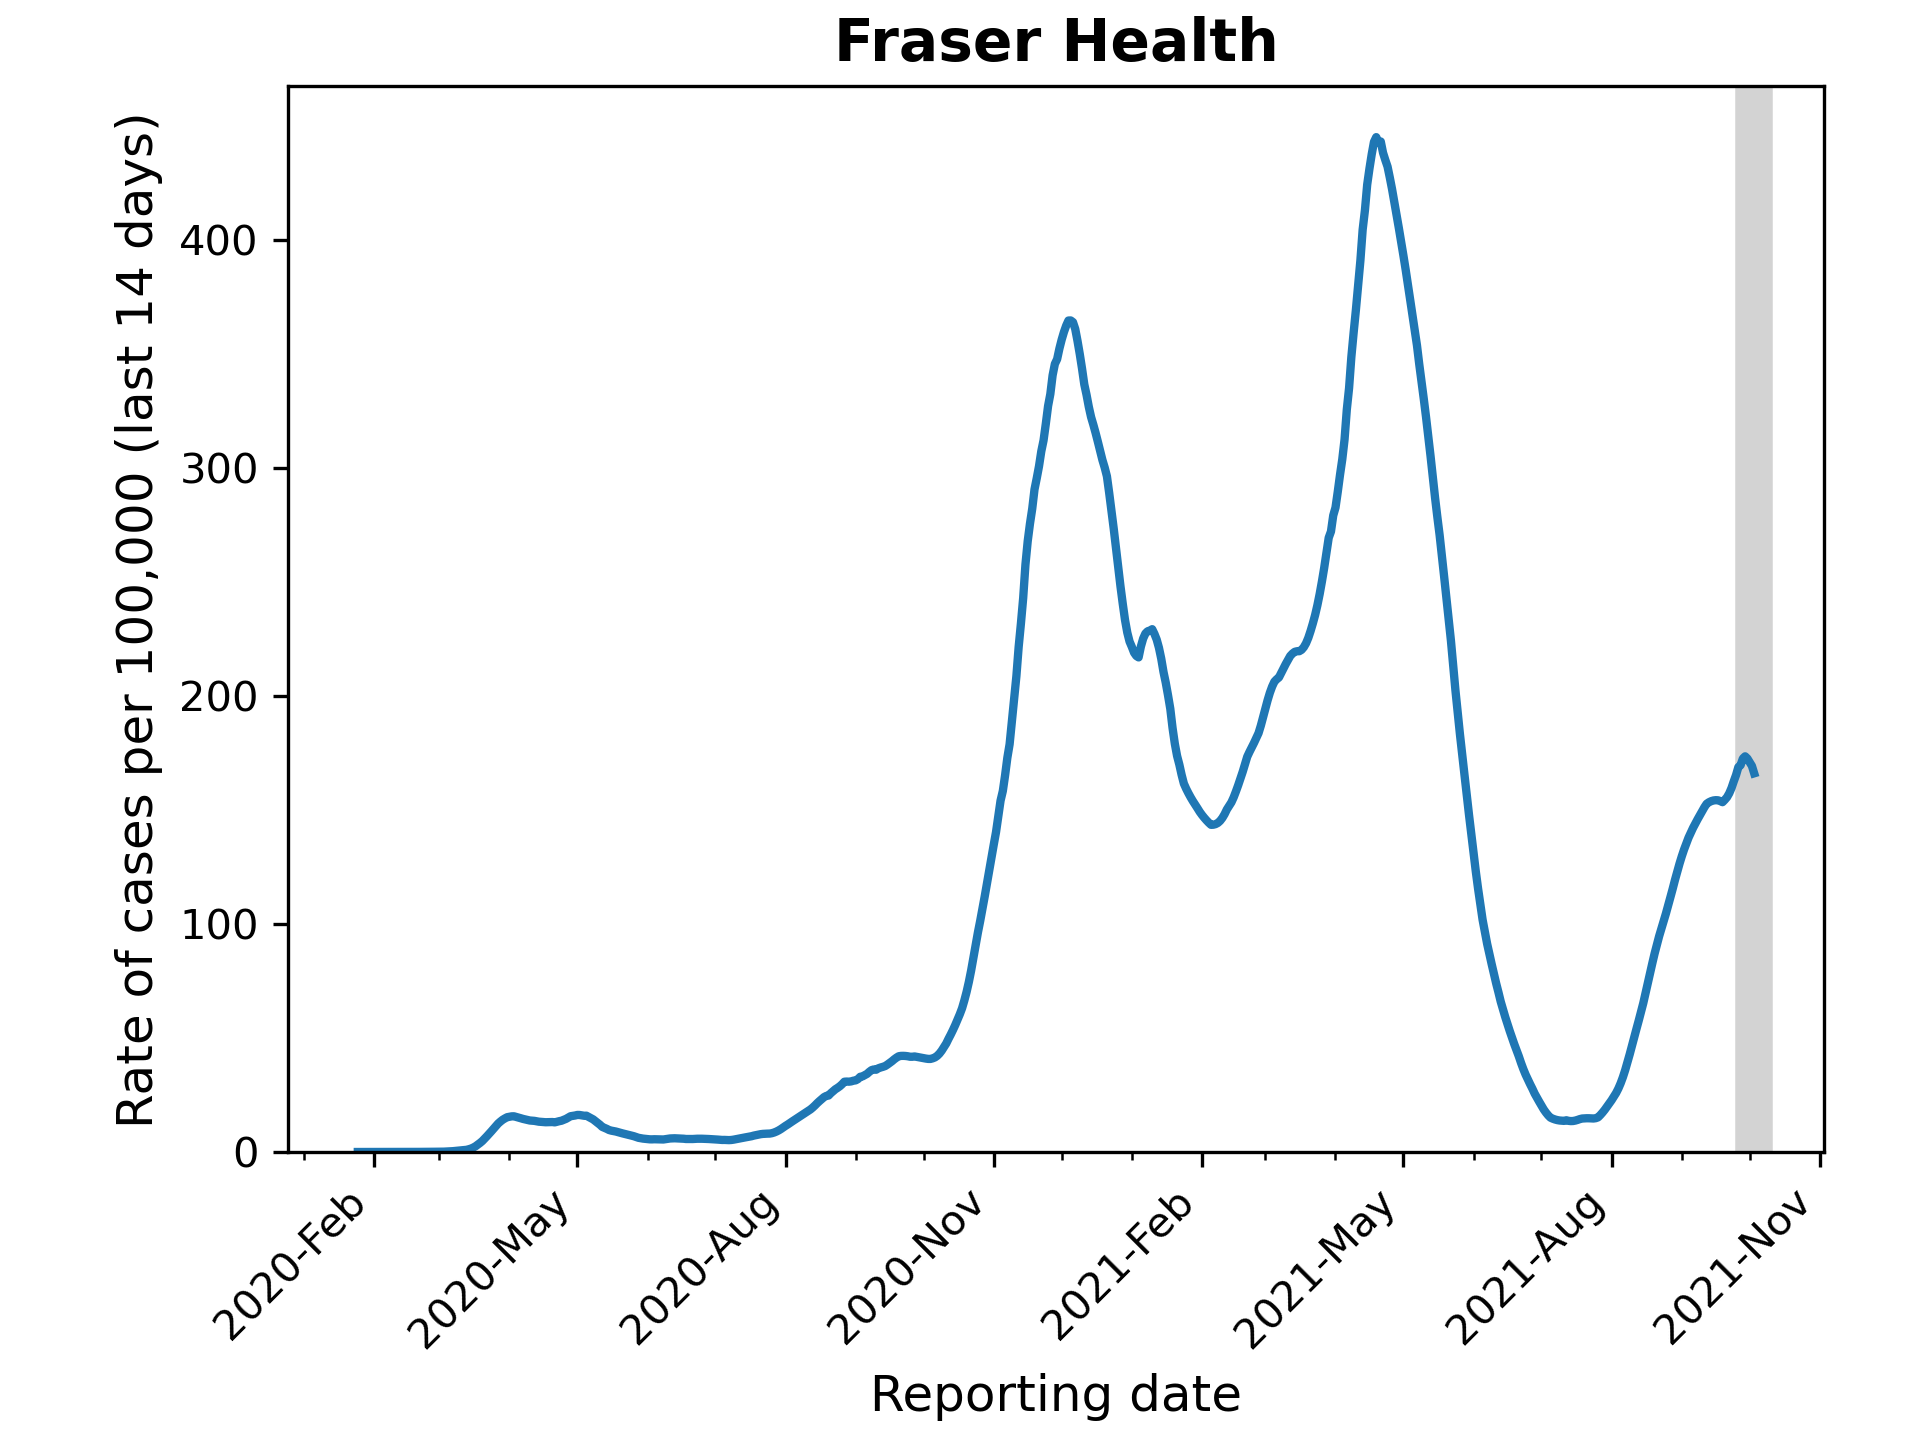 Fraser Health
Rate of cases per 100,000 (last 14 days)
400
300
200
100
0
2020-Feb
2020-May
2020-Aug
2020-Nov
2021-Feb
2021-May
2021-Aug
2021-Nov
Reporting date